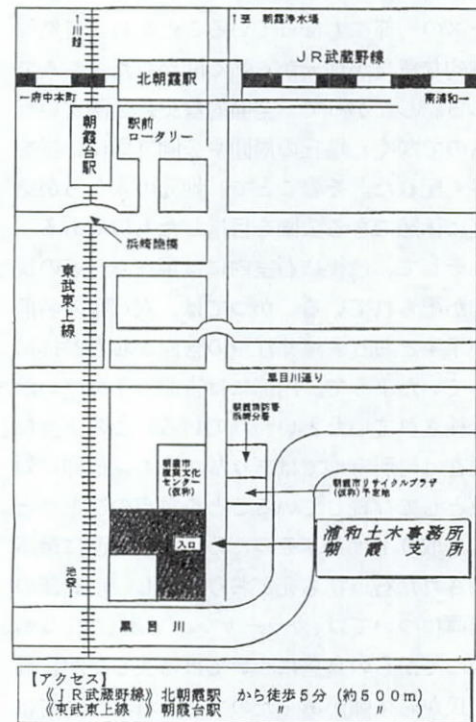 ↑川越
↑至 朝霞浄水場
JR武蔵野線
北朝霞駅
←府中本町
東浦和→
朝霞台駅
駅前
ロータリー
浜崎陸橋
東武東上線
黒目川通り
朝霞消防署
浜崎分署
朝霞市
産業文化
センター
(仮称)
朝霞市リサイクルプラザ
(仮称)予定地
入口
浦和土木事務所
朝霞支所
池袋
黒目川
【アクセス】
《JR武蔵野線》北朝霞駅 から徒歩5分(約500m)
《東武東上線》朝霞台駅